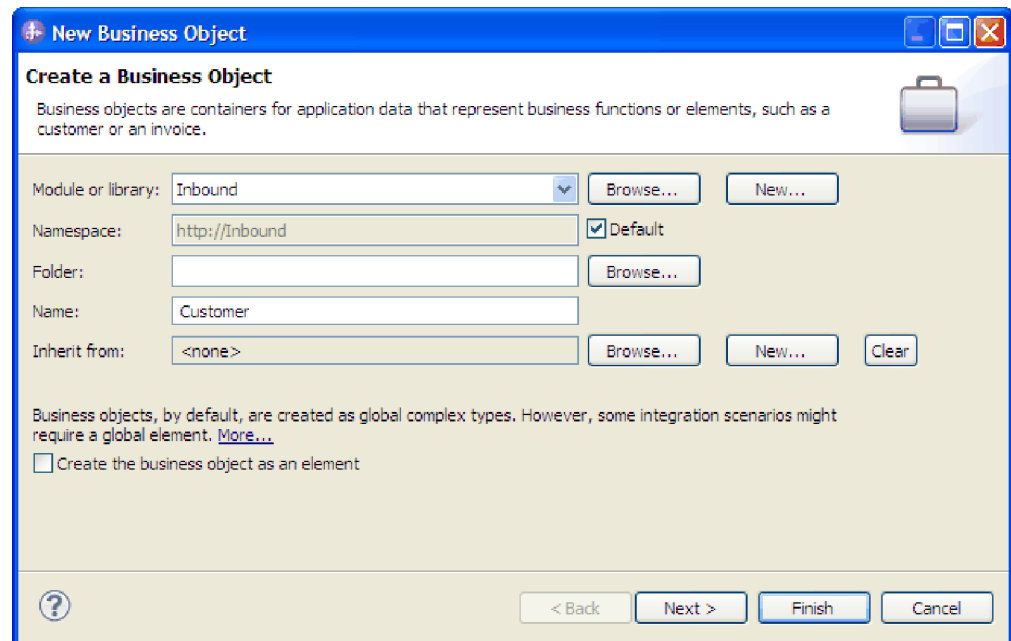 New Business Object
Create a Business Object
Business objects are containers for application data that represent business functions or elements, such as a
customer or an invoice.
Module or library: Inbound Browse... New...
Namespace: http://Inbound Default
Folder: Browse...
Name: Customer
Inherit from: <none> Browse... New... Clear
Business objects, by default, are created as global complex types. However, some integration scenarios might
require a global element. More...
Create the business object as an element
? < Back Next > Finish Cancel